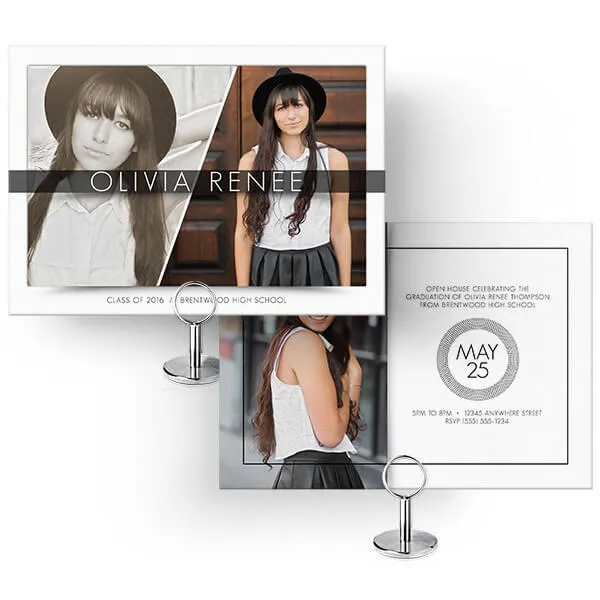 OLIVIA RENEE
CLASS OF 2016 / BRENTWOOD HIGH SCHOOL
OPEN HOUSE CELEBRATING THE
GRADUATION OF OLIVIA RENEE THOMPSON
FROM BRENTWOOD HIGH SCHOOL
MAY
25
5PM TO 8PM • 12345 ANYWHERE STREET
RSVP (555) 555-1234